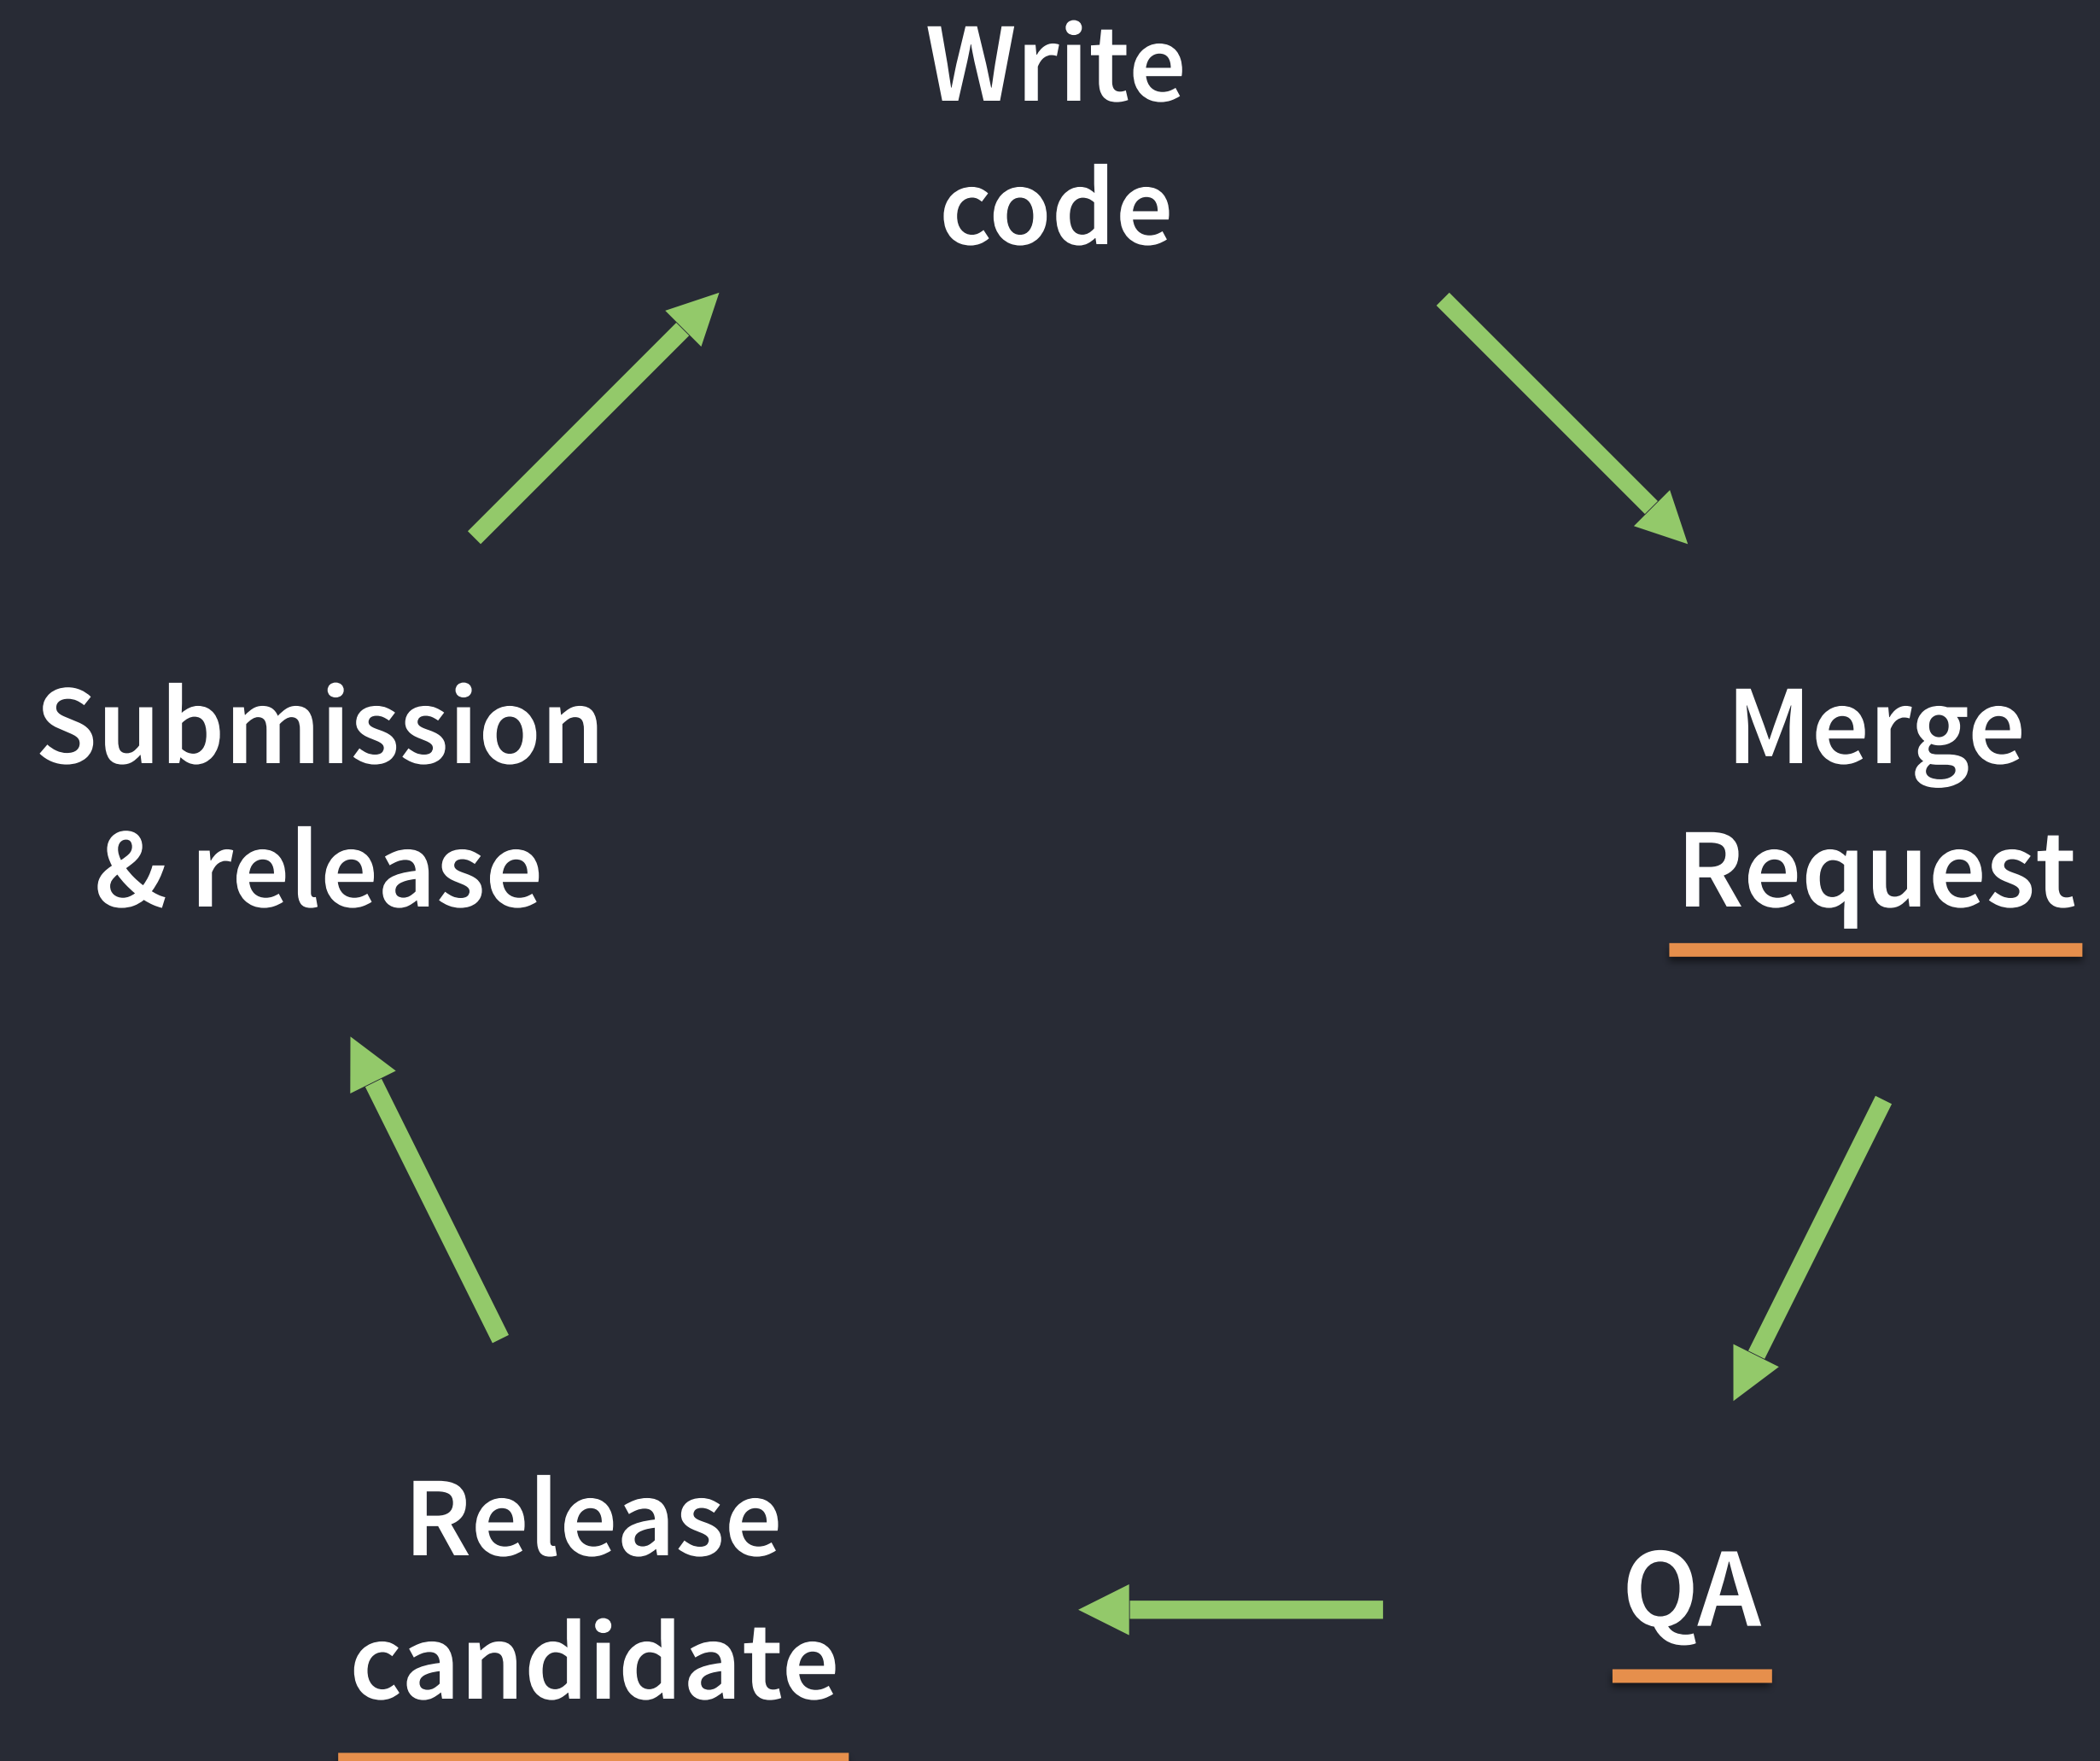 Write
code
Submission
& release
Merge
Request
Release
candidate
QA